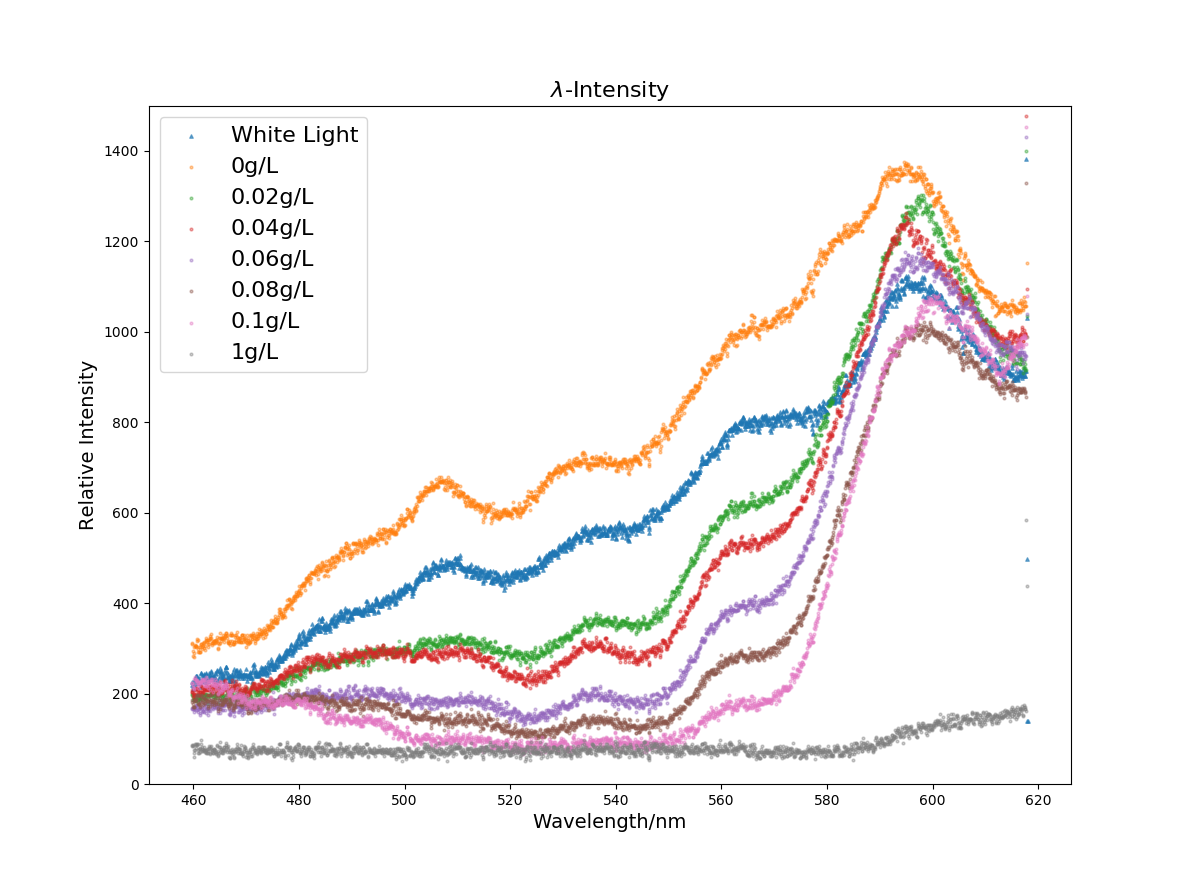 λ-Intensity
White Light
0g/L
0.02g/L
0.04g/L
0.06g/L
0.08g/L
0.1g/L
1g/L
1400
1200
1000
800
600
400
200
0
Relative Intensity
460 480 500 520 540 560 580 600 620
Wavelength/nm